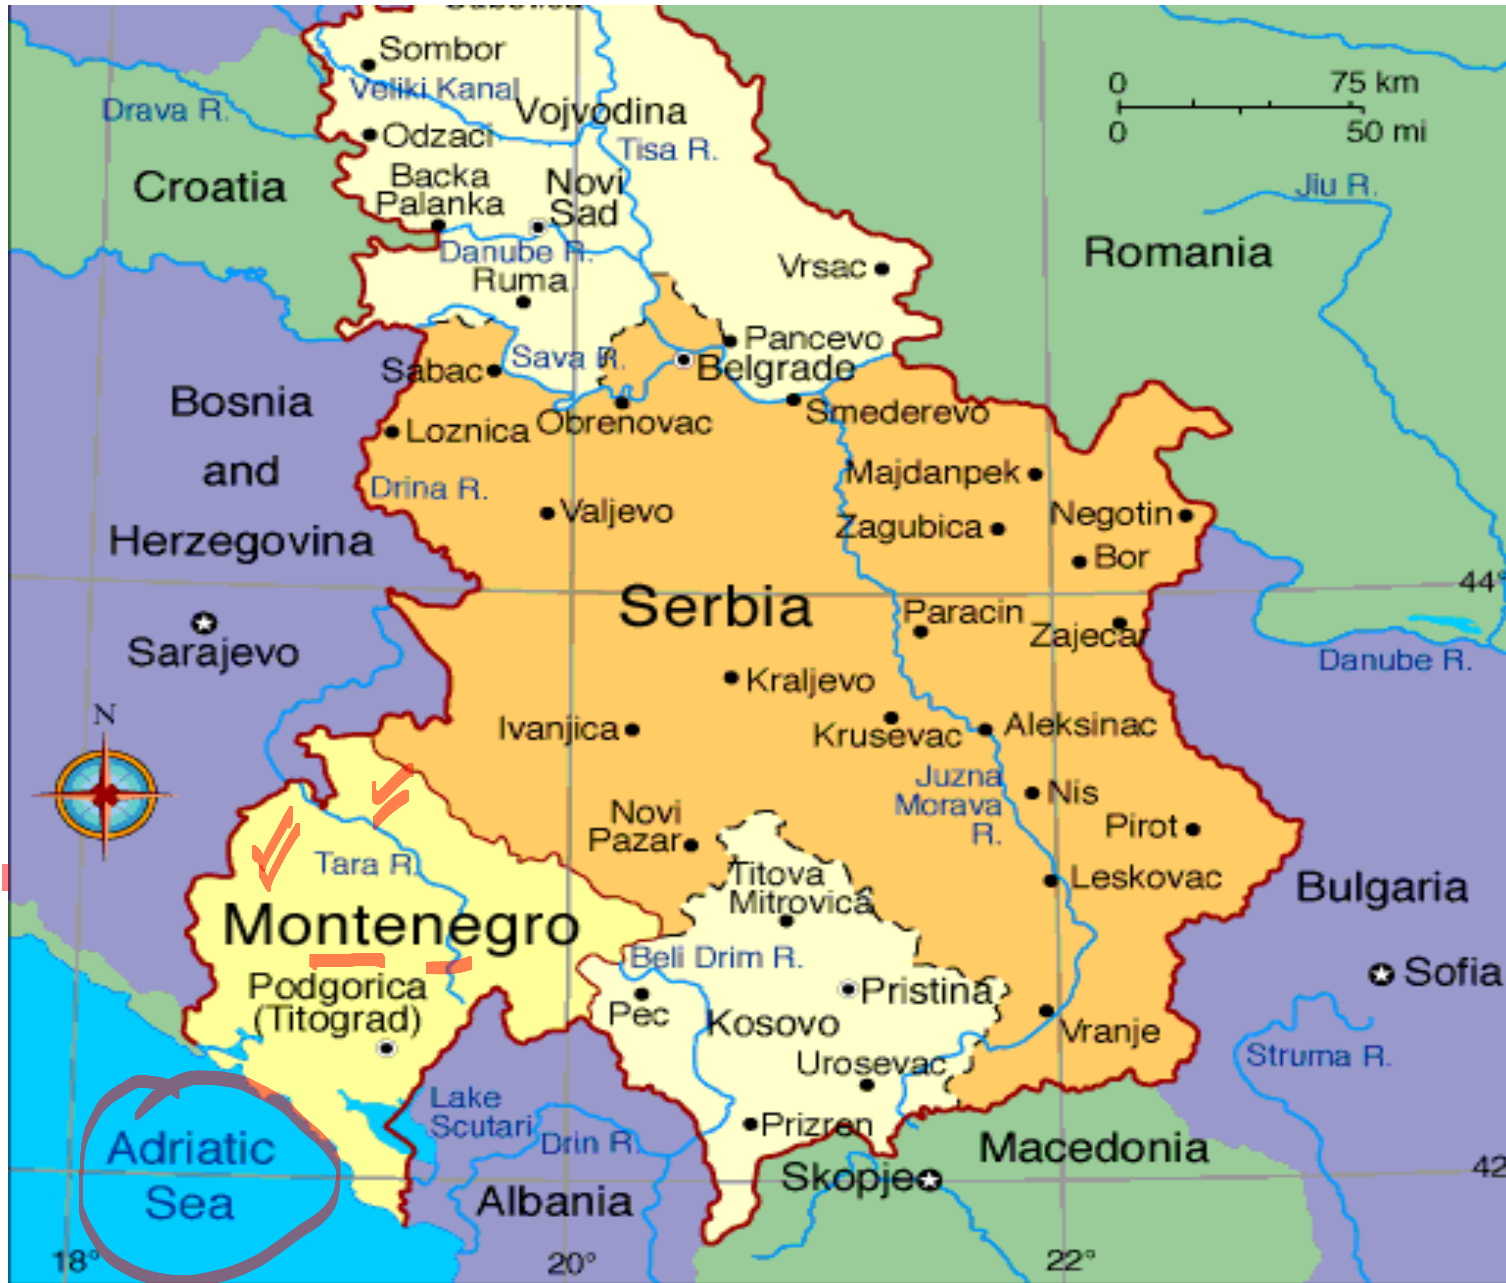 Subotica
Sombor
Veliki Kanal
Vojvodina
Drava R.
Odzaci
Tisa R.
0 75 km
0 50 mi
Croatia
Backa
Palanka
Novi
Sad
Jiu R.
Danube R.
Romania
Ruma
Vrsac
Pancevo
Sava R.
Belgrade
Sabac
Bosnia
and
Herzegovina
Loznica
Obrenovac
Smederevo
Drina R.
Majdanpek
Valjevo
Zagubica
Negotin
Bor
44°
Serbia
Paracin
Zajecar
Sarajevo
Danube R.
Kraljevo
N
Ivanjica
Krusevac
Aleksinac
Juzna
Morava
R.
Nis
Novi
Pazar
Pirot
Tara R.
Titova
Mitrovica
Leskovac
Bulgaria
Montenegro
Beli Drim R.
Sofia
Podgorica
(Titograd)
Pec
Pristina
Kosovo
Vranje
Urosevac
Struma R.
Lake
Scutari
Drin R.
Prizren
Adriatic
Sea
Macedonia
Skopje
42
Albania
18°
20°
22°